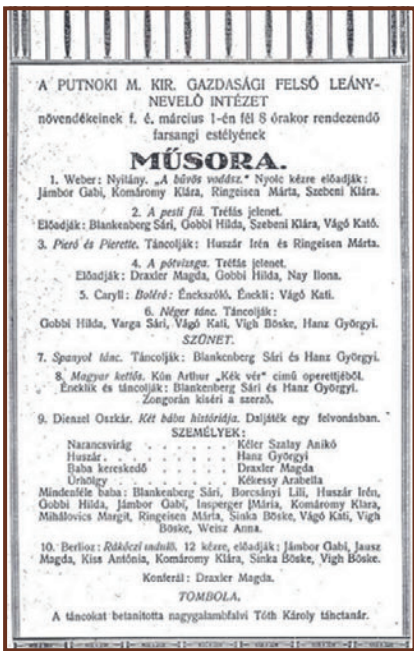 A PUTNOKI M. KIR. GAZDASÁGI FELSŐ LEÁNY-
NEVELŐ INTÉZET
növendékeinek f. é. március 1-én fél 8 órakor rendezendő
farsangi estélyének
MŰSORA.
1. Weber: Nyitány. „A bűvös vadász." Nyolc kézre előadják:
Jámbor Gabi, Komáromy Klára, Ringeisen Márta, Szebeni Klára.
2. A pesti fiú. Tréfás jelenet.
Előadják: Blankenberg Sári, Gobbi Hilda, Szebeni Klára, Vágó Kató.
3. Pieró és Pierette. Táncolják: Huszár Irén és Ringeisen Márta.
4. A pótvizsga. Tréfás jelenet.
Előadják: Draxler Magda, Gobbi Hilda, Nay Ilona.
5. Caryll: Boléró: Énekszóló. Énekli: Vágó Kati.
6. Néger tánc. Táncolják:
Gobbi Hilda, Varga Sári, Vágó Kati, Vigh Böske, Hanz Györgyi.
SZÜNET.
7. Spanyol tánc. Táncolják: Blankenberg Sári és Hanz Györgyi.
8. Magyar kettős. Kón Arthur „Kék vér" című operettjéből.
Éneklik és táncolják: Blankenberg Sári és Hanz Györgyi.
Zongorán kiséri a szerző.
9. Dienzel Oszkár. Két bábu históriája. Daljáték egy felvonásban.
SZEMÉLYEK:
Narancsvirág . . . . . . Kéler Szalay Anikó
Huszár . . . . . . Hanz Györgyi
Baba kereskedő . . . . . . Draxler Magda
Űrhölgy . . . . . . Kékessy Arabella
Mindenféle baba: Blankenberg Sári, Borcsányi Lili, Huszár Irén,
Gobbi Hilda, Jámbor Gabi, Insperger Mária, Komáromy Klara,
Mihálovics Margit, Ringeisen Márta, Sinka Böske, Vágó Kati, Vigh
Böske, Weisz Anna.
10. Berlioz: Rákóczi induló. 12 kézre, előadják: Jámbor Gabi, Jausz
Magda, Kiss Antónia, Komáromy Klára, Sinka Böske, Vigh Böske.
Konferál: Draxler Magda.
TOMBOLA.
A táncokat betanította nagygalambfalvi Tóth Károly tánctanár.